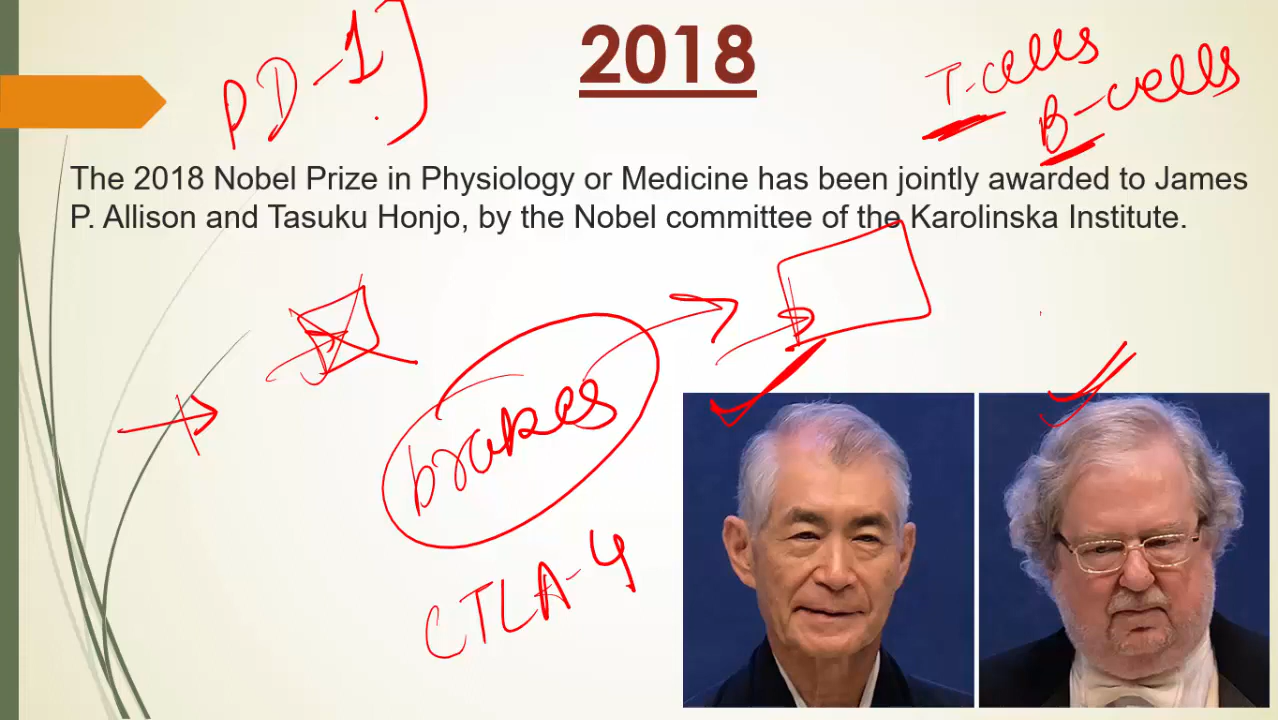 PD-1]
2018
T-cells
B-cells
The 2018 Nobel Prize in Physiology or Medicine has been jointly awarded to James
P. Allison and Tasuku Honjo, by the Nobel committee of the Karolinska Institute.
brakes
CTLA-4